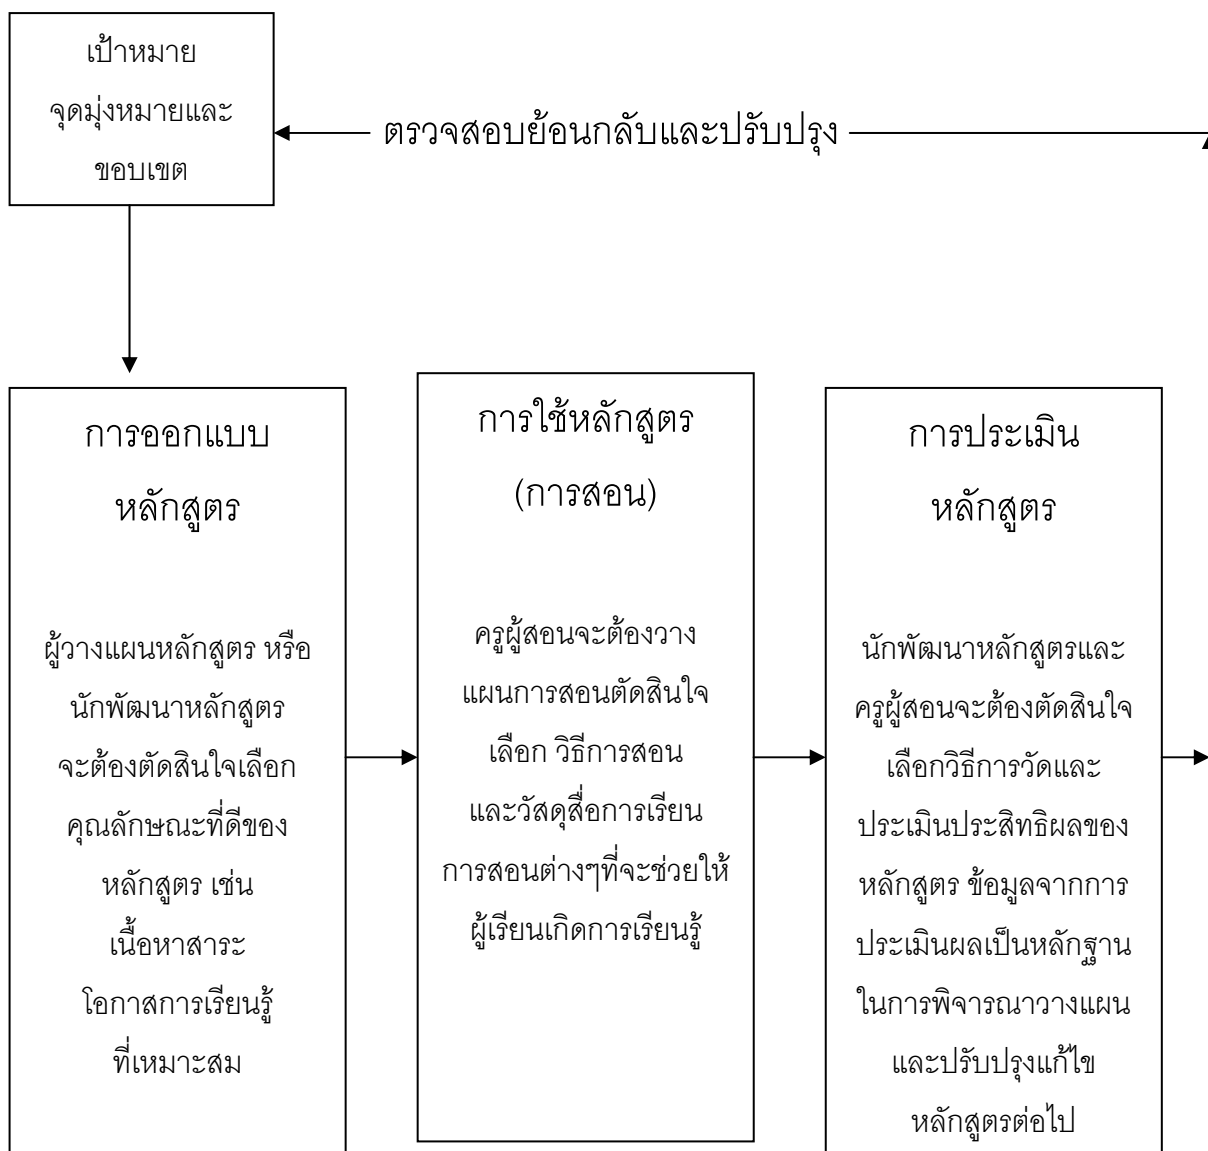 เป้าหมาย
จุดมุ่งหมายและ
ขอบเขต
ตรวจสอบย้อนกลับและปรับปรุง
การออกแบบ
หลักสูตร
ผู้วางแผนหลักสูตร หรือ
นักพัฒนาหลักสูตร
จะต้องตัดสินใจเลือก
คุณลักษณะที่ดีของ
หลักสูตร เช่น
เนื้อหาสาระ
โอกาสการเรียนรู้
ที่เหมาะสม
การใช้หลักสูตร
(การสอน)
ครูผู้สอนจะต้องวาง
แผนการสอนตัดสินใจ
เลือก วิธีการสอน
และวัสดุสื่อการเรียน
การสอนต่างๆที่จะช่วยให้
ผู้เรียนเกิดการเรียนรู้
การประเมิน
หลักสูตร
นักพัฒนาหลักสูตรและ
ครูผู้สอนจะต้องตัดสินใจ
เลือกวิธีการวัดและ
ประเมินประสิทธิผลของ
หลักสูตร ข้อมูลจากการ
ประเมินผลเป็นหลักฐาน
ในการพิจารณาวางแผน
และปรับปรุงแก้ไข
หลักสูตรต่อไป